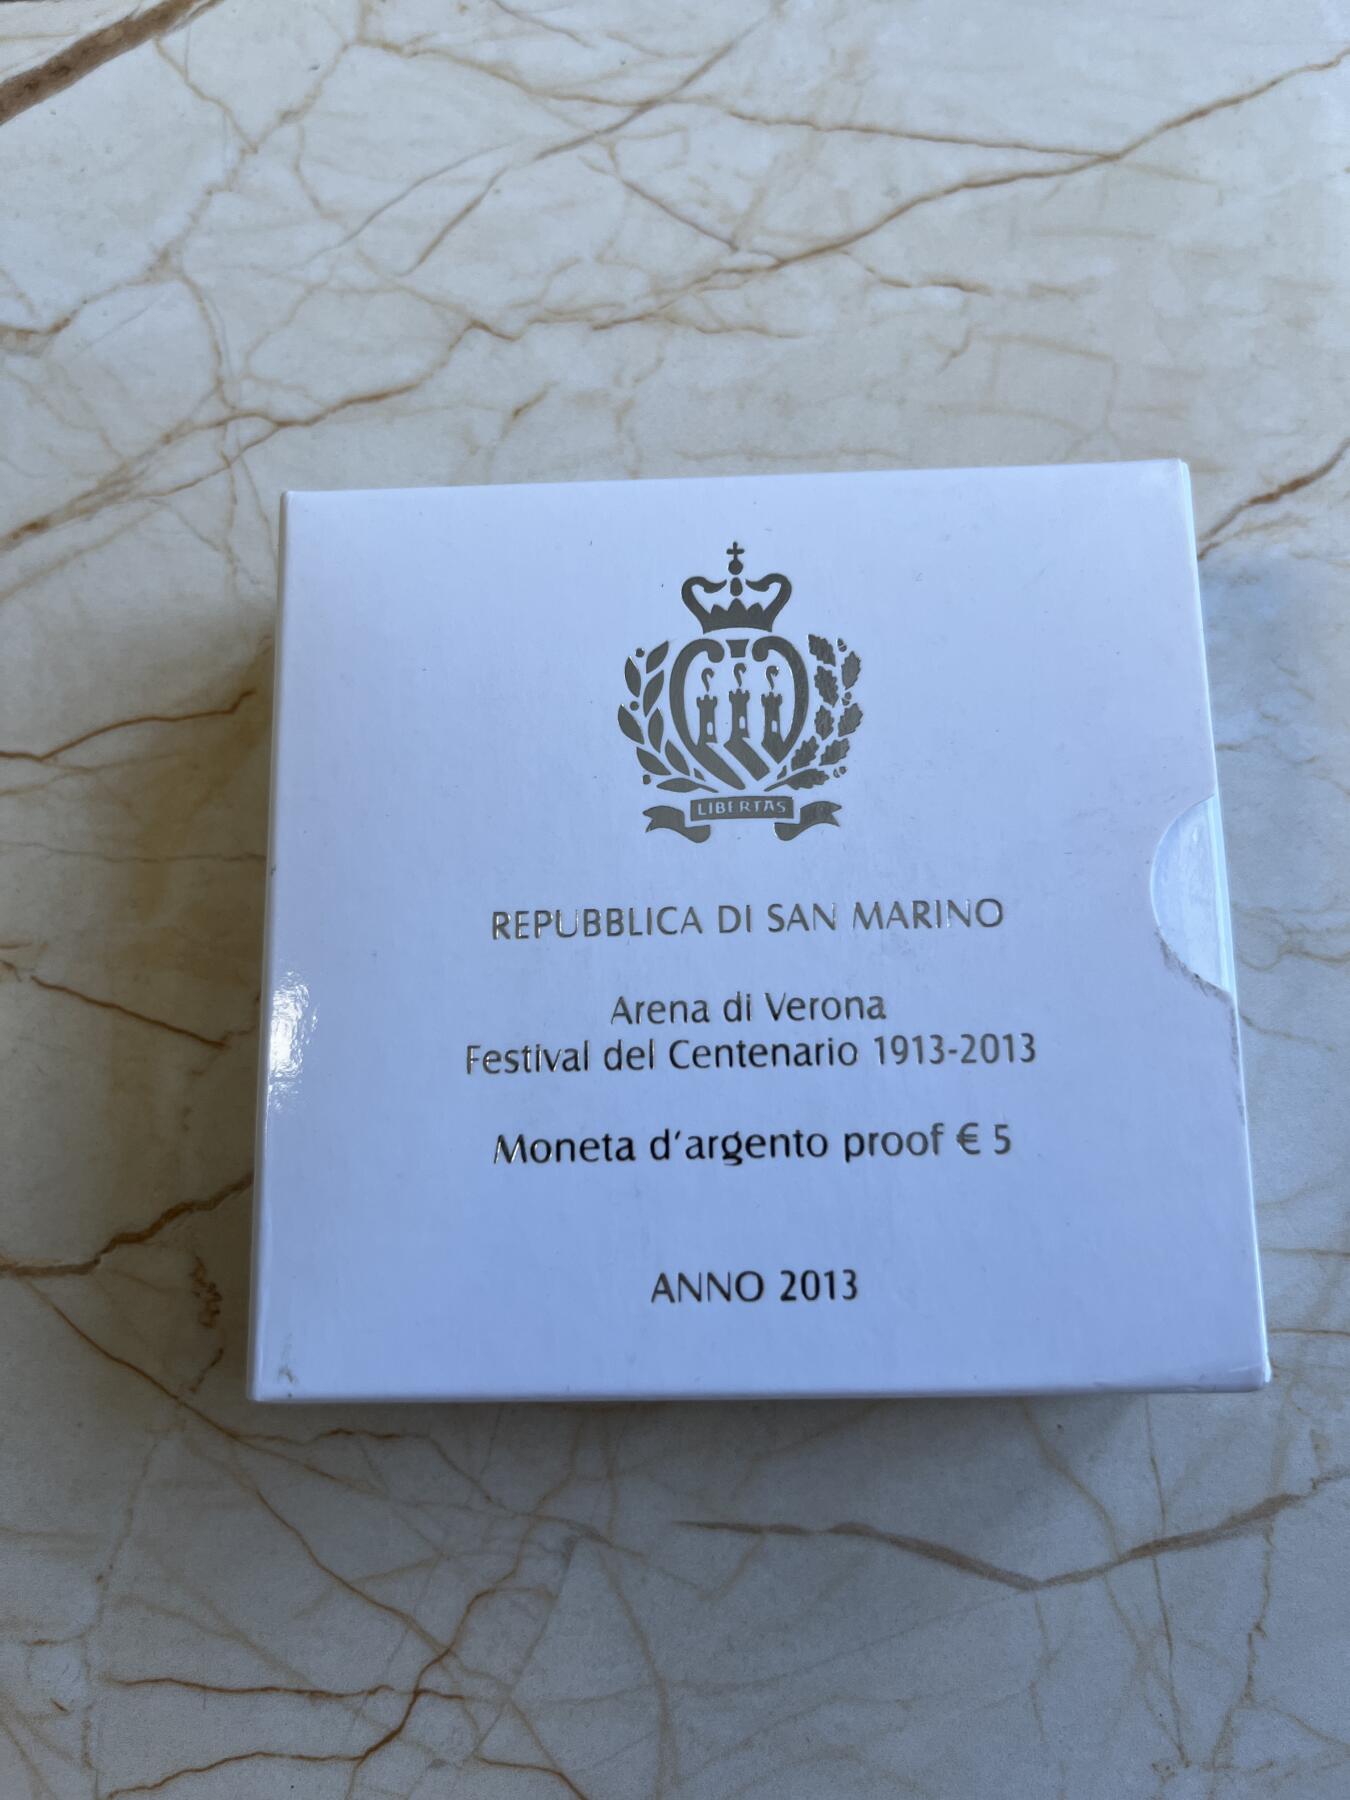 LIBERTAS
REPUBBLICA DI SAN MARINO
Arena di Verona
Festival del Centenario 1913-2013
Moneta d'argento proof € 5
ANNO 2013